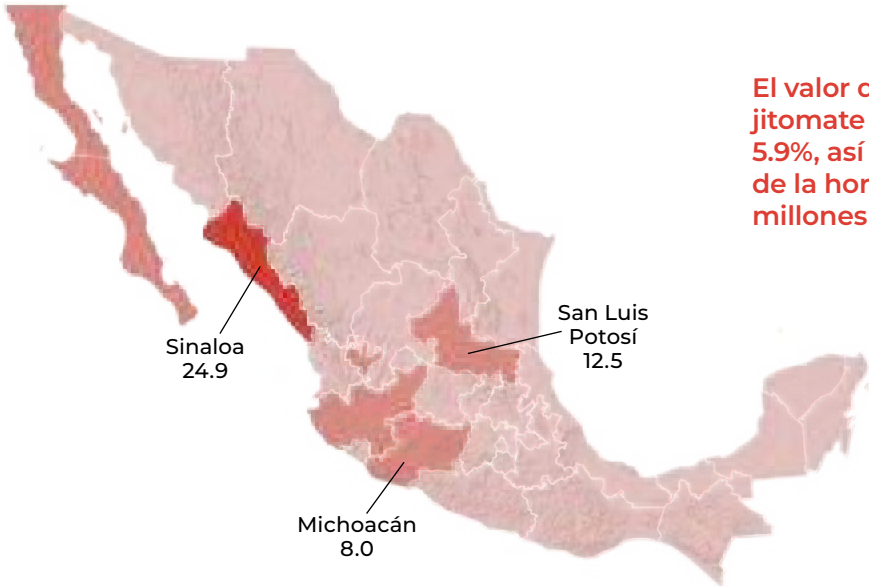 El valor
jitomate
5.9%, así
de la
millones
San Luis
Potosí
12.5
Sinaloa
24.9
Michoacán
8.0